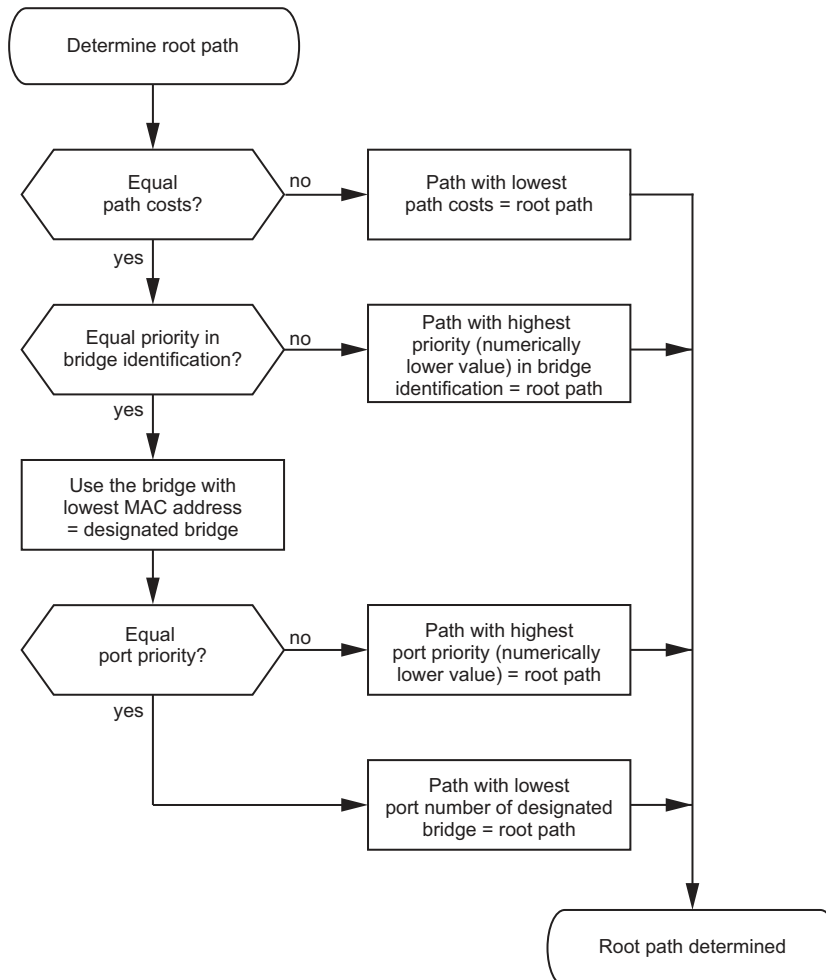 Determine root path
Equal
path costs?
no
Path with lowest
path costs = root path
yes
Equal priority in
bridge identification?
no
Path with highest
priority (numerically
lower value) in bridge
identification = root path
yes
Use the bridge with
lowest MAC address
= designated bridge
Equal
port priority?
no
Path with highest
port priority (numerically
lower value) = root path
yes
Path with lowest
port number of designated
bridge = root path
Root path determined